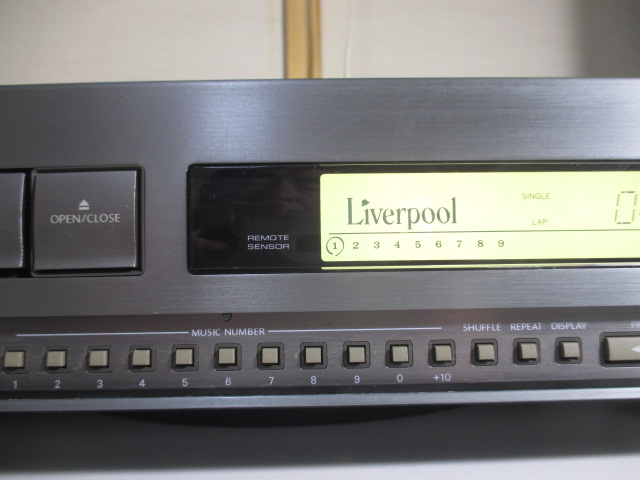 OPEN/CLOSE
REMOTE
SENSOR
Liverpool
SINGLE
LAP
1 2 3 4 5 6 7 8 9
MUSIC NUMBER
SHUFFLE REPEAT DISPLAY
1 2 3 4 5 6 7 8 9 0 +10